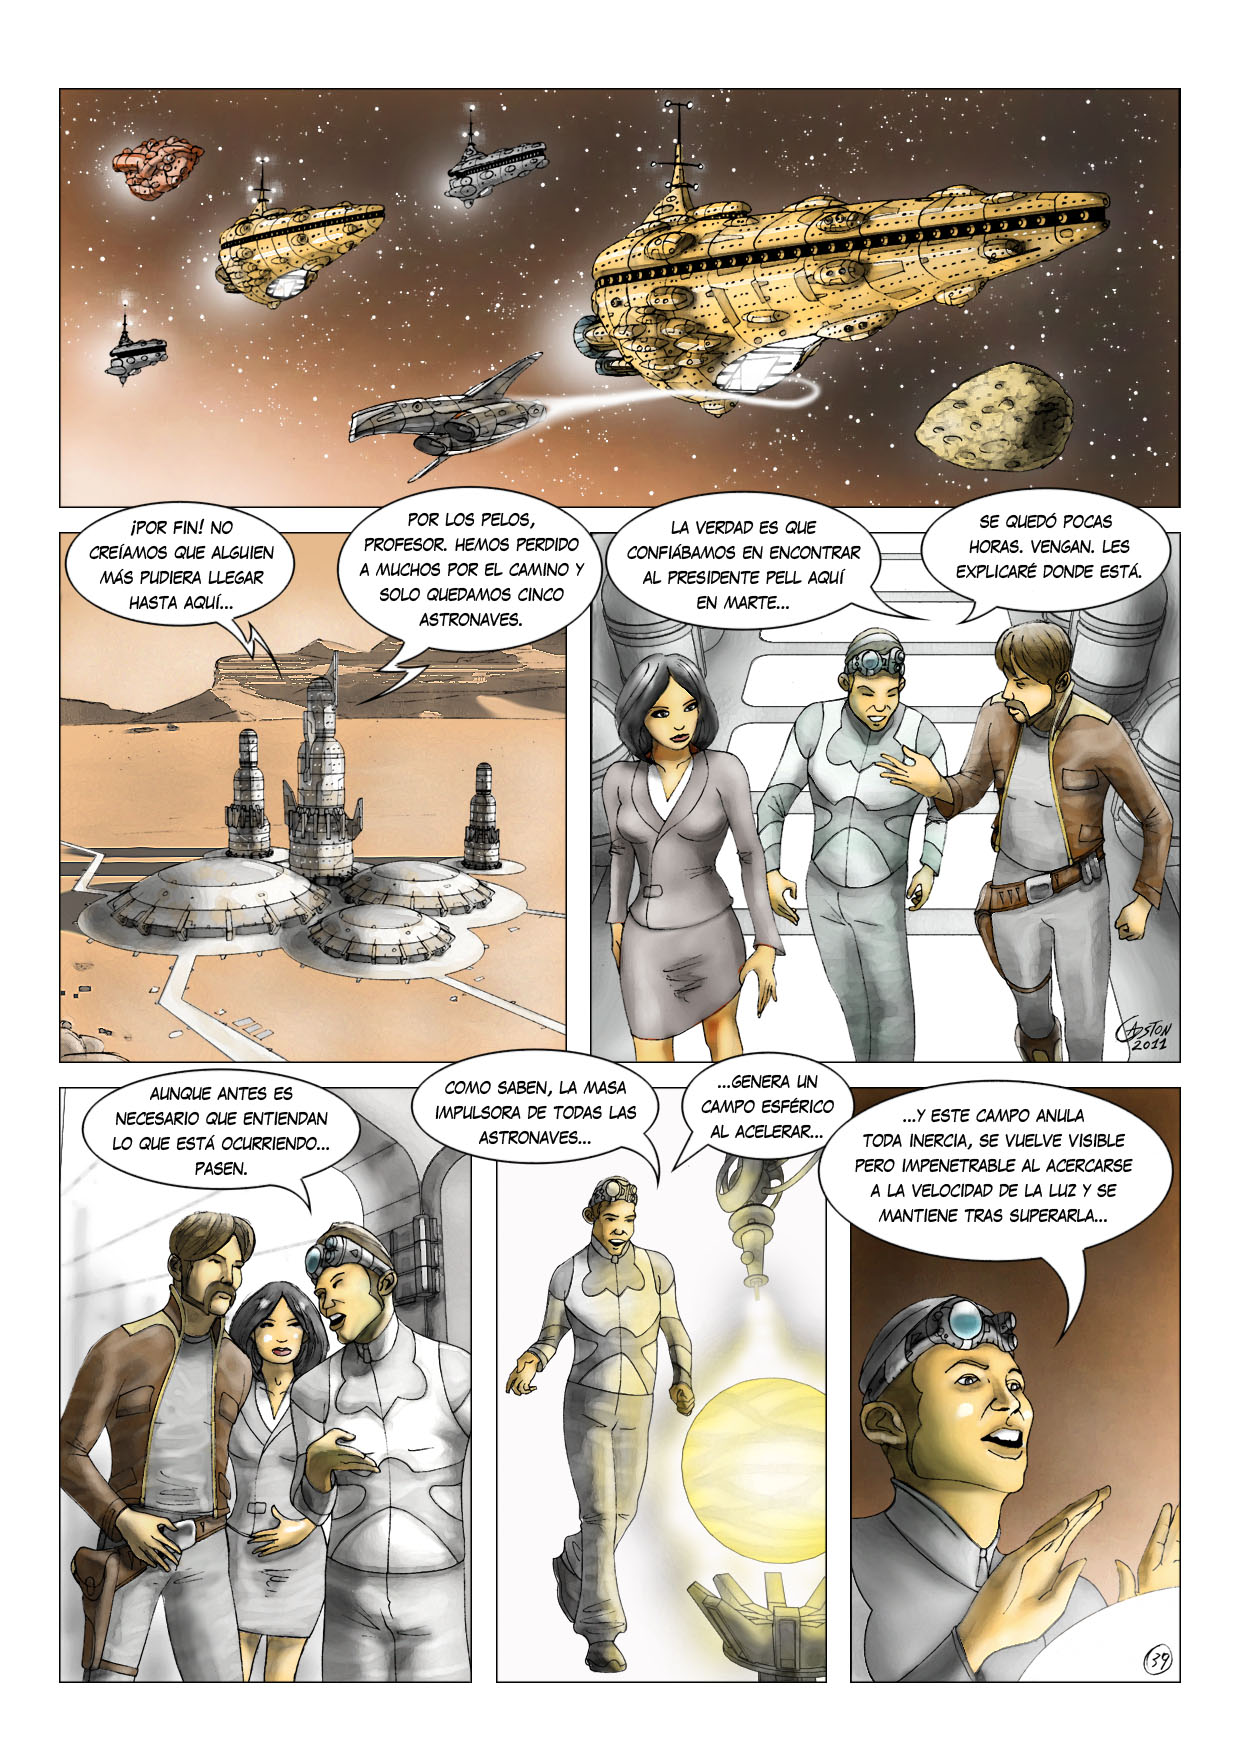 ¡POR FIN! NO
CREÍAMOS QUE ALGUIEN
MÁS PUDIERA LLEGAR
HASTA AQUÍ...
POR LOS PELOS,
PROFESOR. HEMOS PERDIDO
A MUCHOS POR EL CAMINO Y
SOLO QUEDAMOS CINCO
ASTRONAVES.
LA VERDAD ES QUE
CONFIÁBAMOS EN ENCONTRAR
AL PRESIDENTE PELL AQUÍ
EN MARTE...
SE QUEDÓ POCAS
HORAS. VENGAN. LES
EXPLICARÉ DONDE ESTÁ.
GASTON
2011
AUNQUE ANTES ES
NECESARIO QUE ENTIENDAN
LO QUE ESTÁ OCURRIENDO...
PASEN.
COMO SABEN, LA MASA
IMPULSORA DE TODAS LAS
ASTRONAVES...
...GENERA UN
CAMPO ESFÉRICO
AL ACELERAR...
...Y ESTE CAMPO ANULA
TODA INERCIA, SE VUELVE VISIBLE
PERO IMPENETRABLE AL ACERCARSE
A LA VELOCIDAD DE LA LUZ Y SE
MANTIENE TRAS SUPERARLA...
39